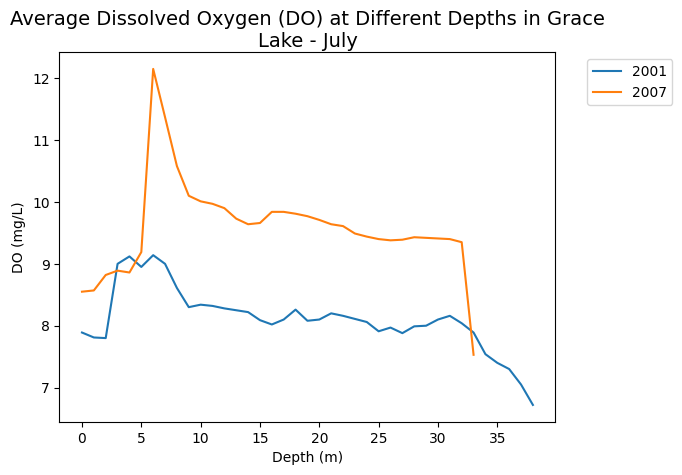 Average Dissolved Oxygen (DO) at Different Depths in Grace
Lake - July
2001
2007
DO (mg/L)
12
11
10
9
8
7
0 5 10 15 20 25 30 35
Depth (m)